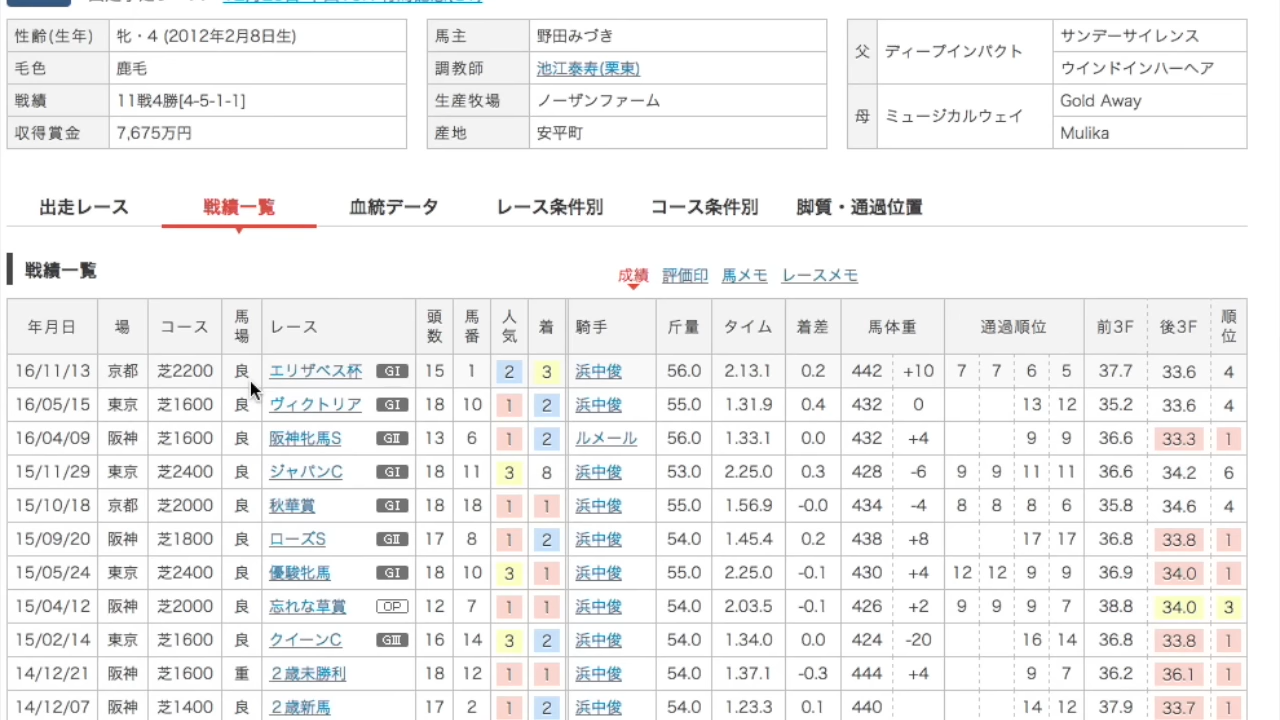 性齢(生年) 牝・4 (2012年2月8日生) 馬主 野田みづき 父 ディープインパクト サンデーサイレンス
毛色 鹿毛 調教師 池江泰寿(栗東) ウインドインハーヘア
戦績 11戦4勝[4-5-1-1] 生産牧場 ノーザンファーム 母 ミュージカルウェイ Gold Away
収得賞金 7,675万円 産地 安平町 Mulika
出走レース 戦績一覧 血統データ レース条件別 コース条件別 脚質・通過位置
戦績一覧 成績 評価印 馬メモ レースメモ
年月日 場 コース 馬場 レース 頭数 馬番 人気 着 騎手 斤量 タイム 着差 馬体重 通過順位 前3F 後3F 順位
16/11/13 京都 芝2200 良 エリザベス杯 GI 15 1 2 3 浜中俊 56.0 2.13.1 0.2 442 +10 7 7 6 5 37.7 33.6 4
16/05/15 東京 芝1600 良 ヴィクトリア GI 18 10 1 2 浜中俊 55.0 1.31.9 0.4 432 0 13 12 35.2 33.6 4
16/04/09 阪神 芝1600 良 阪神牝馬S GII 13 6 1 2 ルメール 56.0 1.33.1 0.0 432 +4 9 9 36.6 33.3 1
15/11/29 東京 芝2400 良 ジャパンC GI 18 11 3 8 浜中俊 53.0 2.25.0 0.3 428 -6 9 9 11 11 36.6 34.2 6
15/10/18 京都 芝2000 良 秋華賞 GI 18 18 1 1 浜中俊 55.0 1.56.9 -0.0 434 -4 8 8 8 6 35.8 34.6 4
15/09/20 阪神 芝1800 良 ローズS GII 17 8 1 2 浜中俊 54.0 1.45.4 0.2 438 +8 17 17 36.8 33.8 1
15/05/24 東京 芝2400 良 優駿牝馬 GI 18 10 3 1 浜中俊 55.0 2.25.0 -0.1 430 +4 12 12 9 9 36.9 34.0 1
15/04/12 阪神 芝2000 良 忘れな草賞 OP 12 7 1 1 浜中俊 54.0 2.03.5 -0.1 426 +2 9 9 9 7 38.8 34.0 3
15/02/14 東京 芝1600 良 クイーンC GIII 16 14 3 2 浜中俊 54.0 1.34.0 0.0 424 -20 16 14 36.8 33.8 1
14/12/21 阪神 芝1600 重 2歳未勝利 18 12 1 1 浜中俊 54.0 1.37.1 -0.3 444 +4 9 7 36.2 36.1 1
14/12/07 阪神 芝1400 良 2歳新馬 17 2 1 2 浜中俊 54.0 1.23.3 0.1 440 14 12 37.9 33.7 1